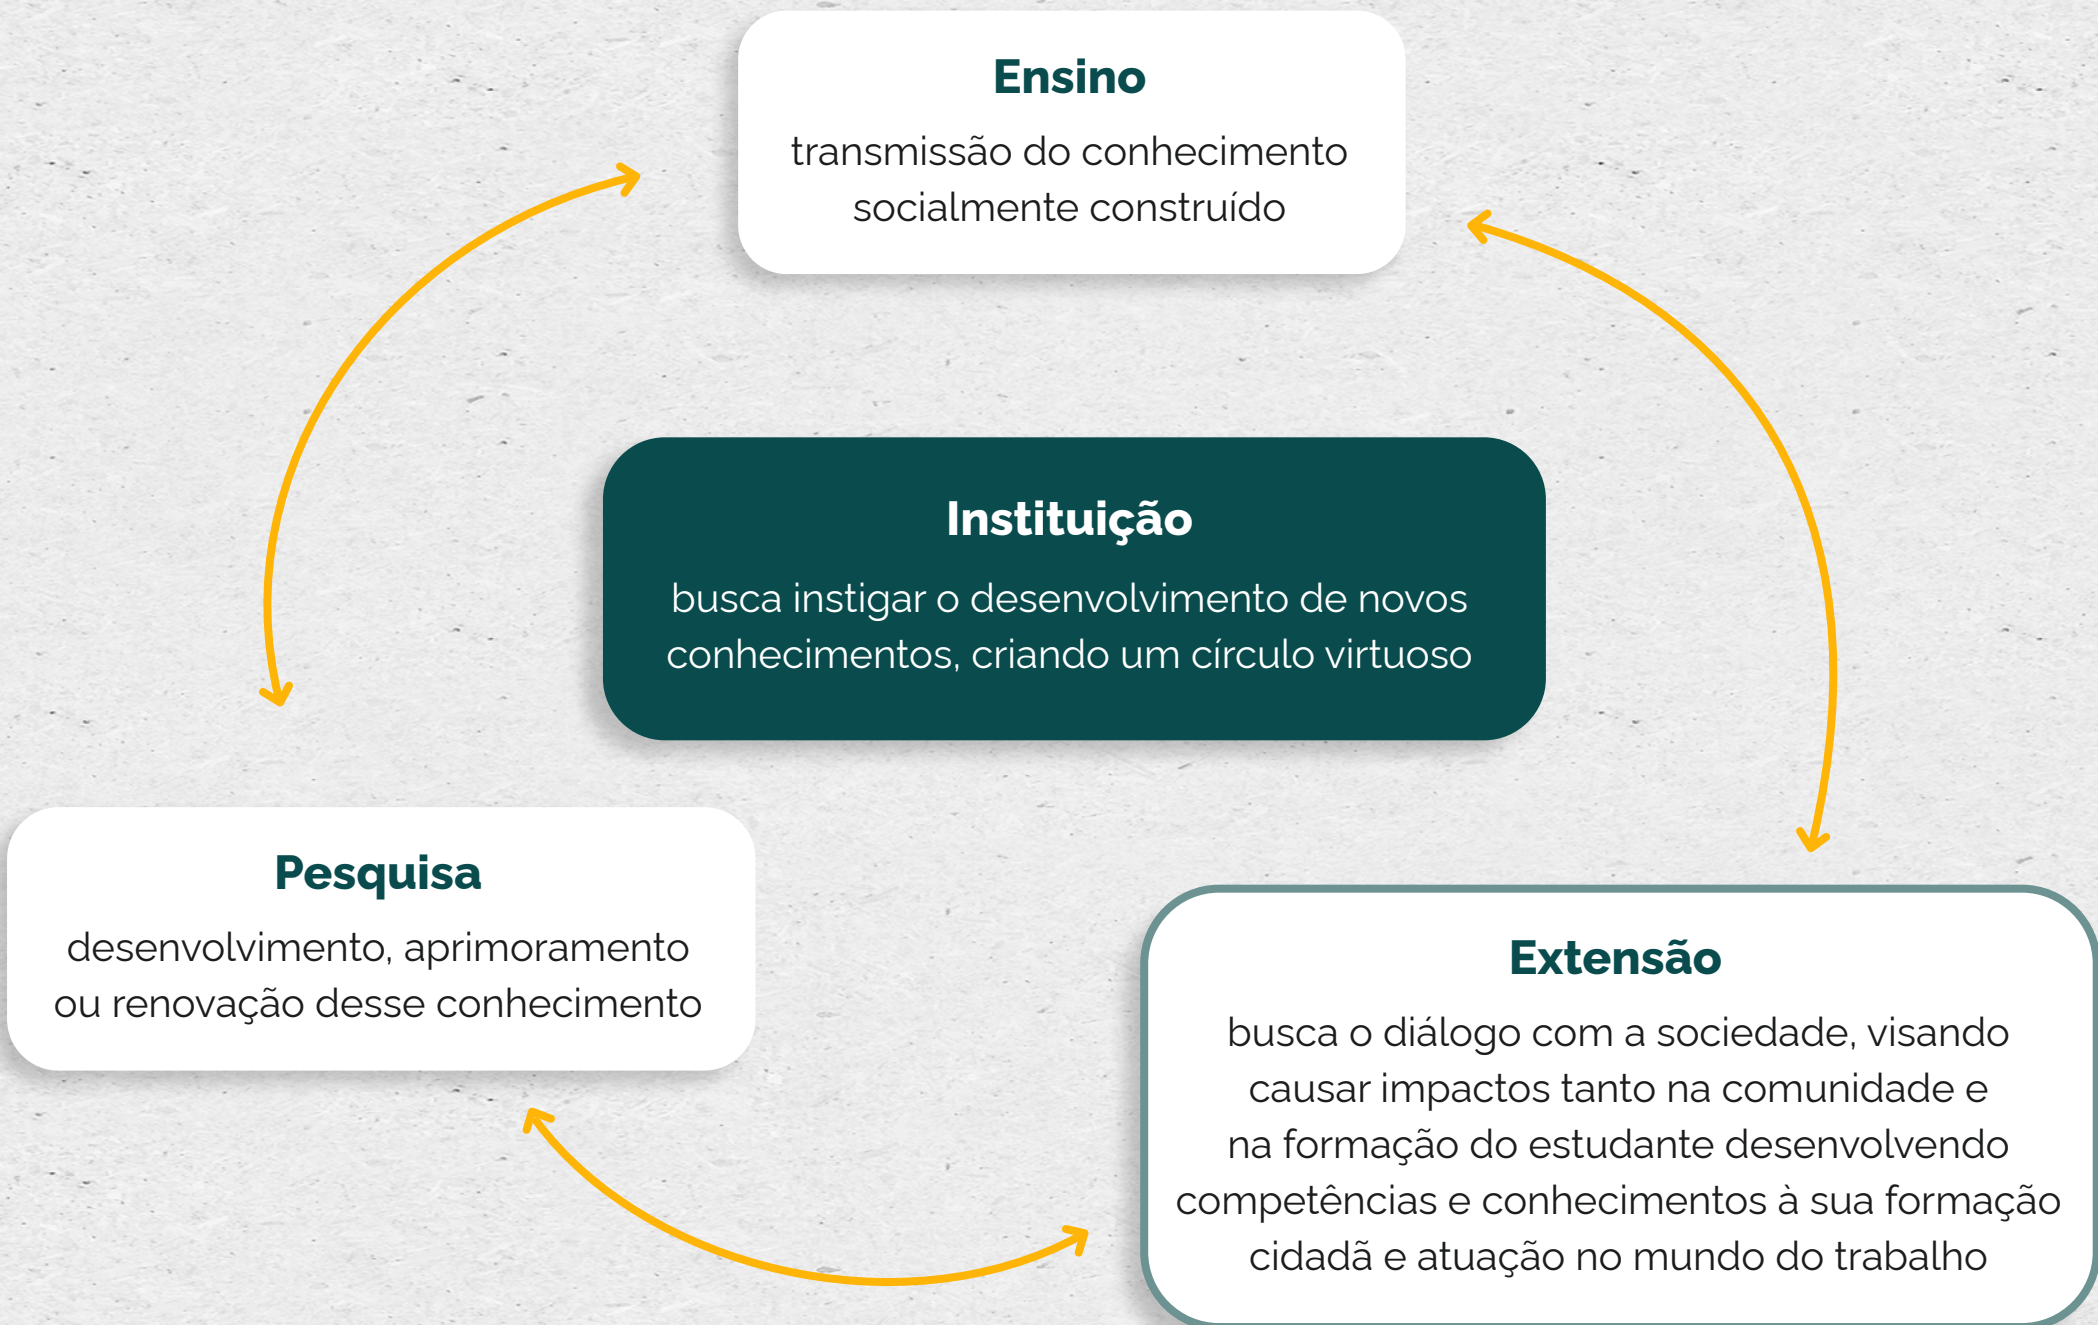 Ensino
transmissão do conhecimento
socialmente construído
Instituição
busca instigar o desenvolvimento de novos
conhecimentos, criando um círculo virtuoso
Pesquisa
desenvolvimento, aprimoramento
ou renovação desse conhecimento
Extensão
busca o diálogo com a sociedade, visando
causar impactos tanto na comunidade e
na formação do estudante desenvolvendo
competências e conhecimentos à sua formação
cidadã e atuação no mundo do trabalho